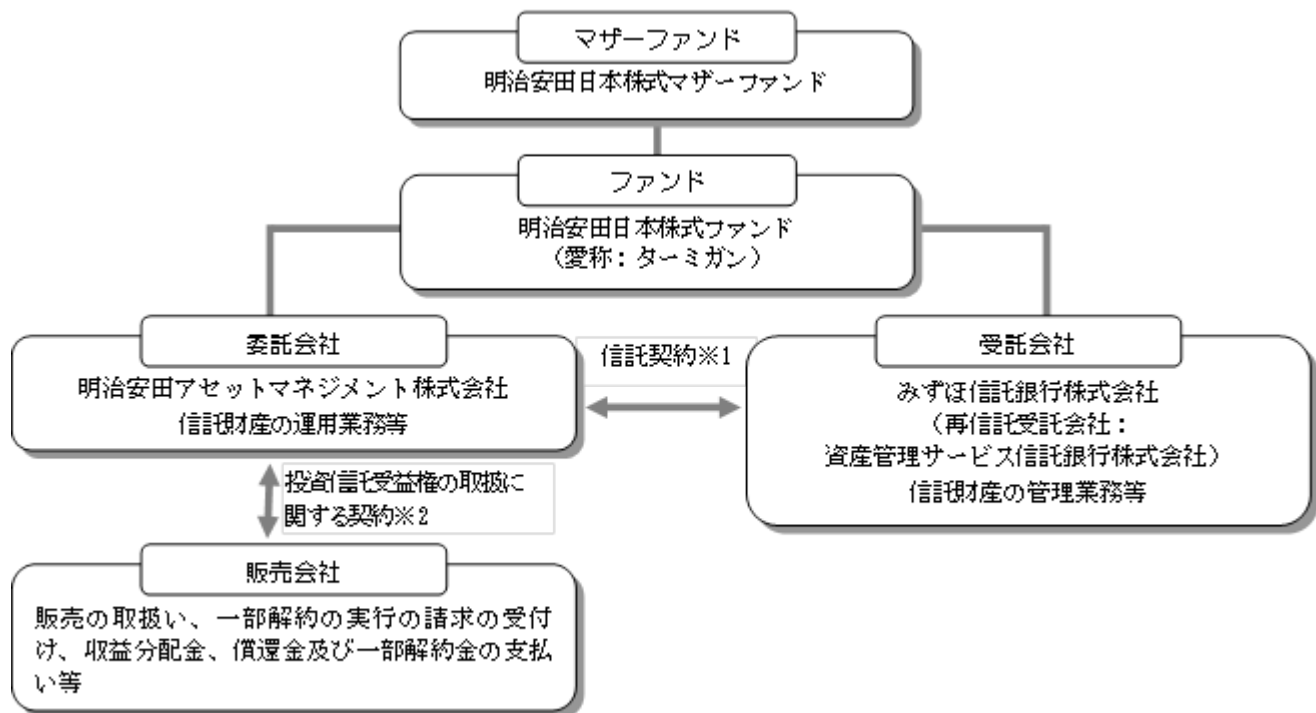 マザーファンド
明治安田日本株式マザーファンド
ファンド
明治安田日本株式ファンド
（愛称：ターミガン）
委託会社
明治安田アセットマネジメント株式会社
信託財産の運用業務等
信託契約※1
受託会社
みずほ信託銀行株式会社
（再信託受託会社：
資産管理サービス信託銀行株式会社）
信託財産の管理業務等
投資信託受益権の取扱に
関する契約※2
販売会社
販売の取扱い、一部解約の実行の請求の受付
け、収益分配金、償還金及び一部解約金の支払
い等